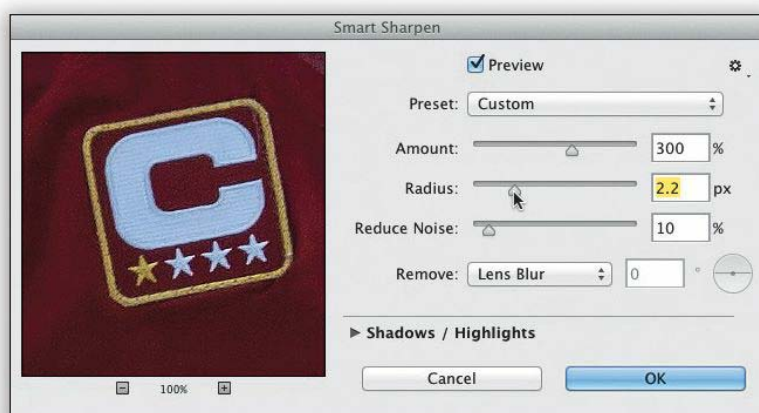 Smart Sharpen
Preview
Preset: Custom
Amount: 300 %
Radius: 2.2 px
Reduce Noise: 10 %
Remove: Lens Blur 0 °
Shadows / Highlights
Cancel OK
C
100%